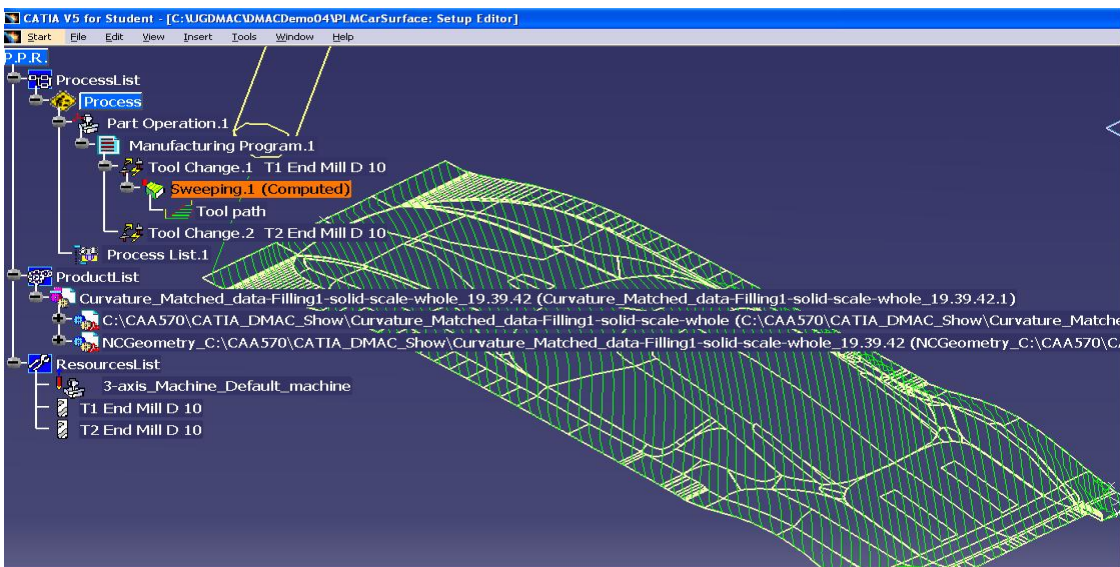 CATIA V5 for Student - [C:\UGDMAC\DMACDemo04\PLMCarSurface: Setup Editor]
Start File Edit View Insert Tools Window Help
P.P.R.
ProcessList
Process
Part Operation.1
Manufacturing Program.1
Tool Change.1 T1 End Mill D 10
Sweeping.1 (Computed)
Tool path
Tool Change.2 T2 End Mill D 10
Process List.1
ProductList
Curvature_Matched_data-Filling1-solid-scale-whole_19.39.42 (Curvature_Matched_data-Filling1-solid-scale-whole_19.39.42.1)
C:\CAA570\CATIA_DMAC_Show\Curvature_Matched_data-Filling1-solid-scale-whole (C:\CAA570\CATIA_DMAC_Show\Curvature_Matche
NCGeometry_C:\CAA570\CATIA_DMAC_Show\Curvature_Matched_data-Filling1-solid-scale-whole_19.39.42 (NCGeometry_C:\CAA570\CA
ResourcesList
3-axis_Machine_Default_machine
T1 End Mill D 10
T2 End Mill D 10